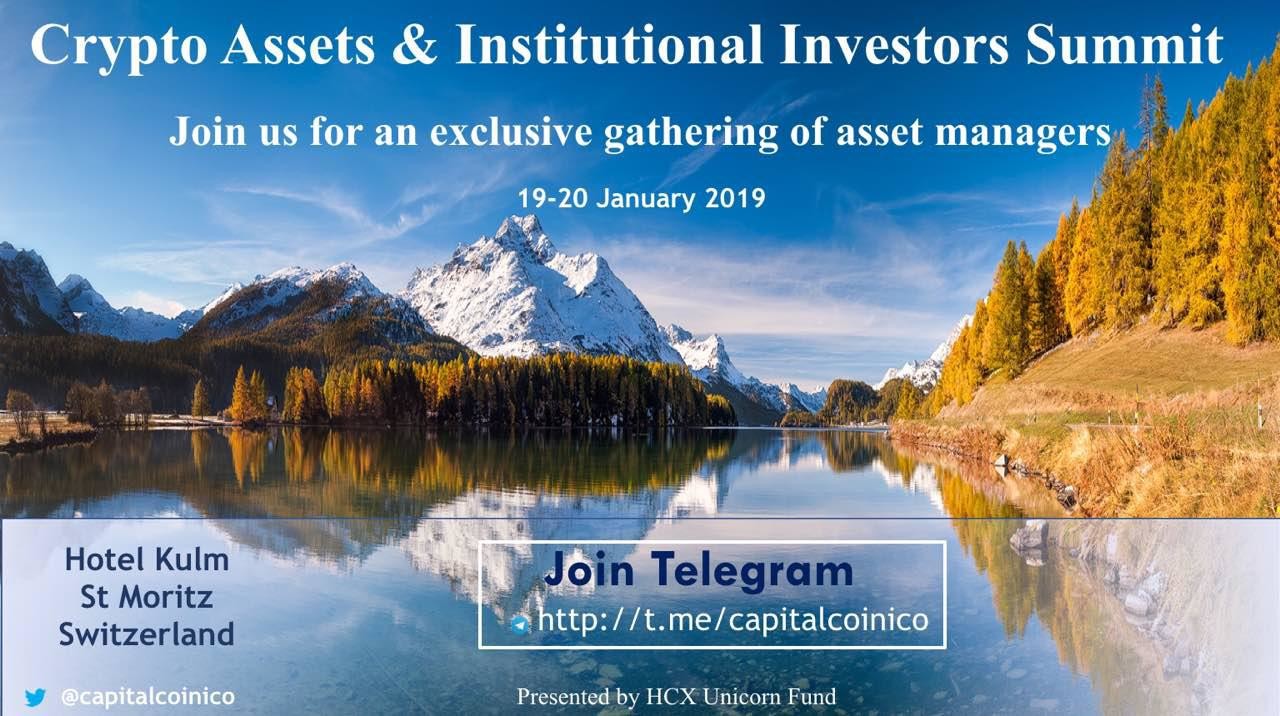 Crypto Assets & Institutional Investors Summit
Join us for an exclusive gathering of asset managers
19-20 January 2019
Hotel Kulm
St Moritz
Switzerland
Join Telegram
http://t.me/capitalcoinico
@capitalcoinico
Presented by HCX Unicorn Fund